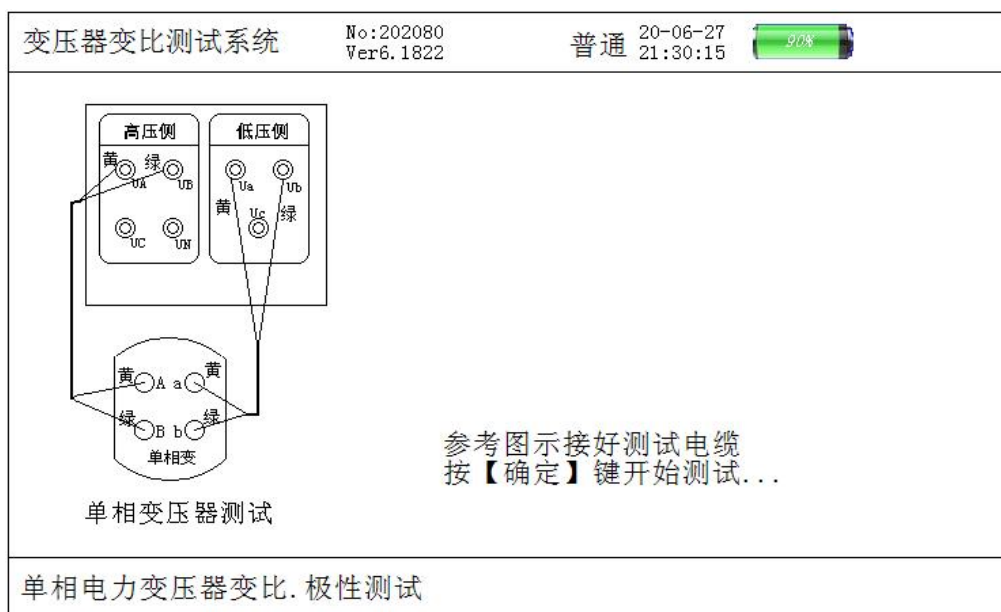 变压器变比测试系统
No:202080
Ver6.1822
普通
20-06-27
21:30:15
90%
高压侧
低压侧
黄
绿
UA
UB
Ua
Ub
黄
Uc
绿
UC
UN
黄
A a
黄
绿
B b
绿
单相变
单相变压器测试
参考图示接好测试电缆
按【确定】键开始测试...
单相电力变压器变比.极性测试